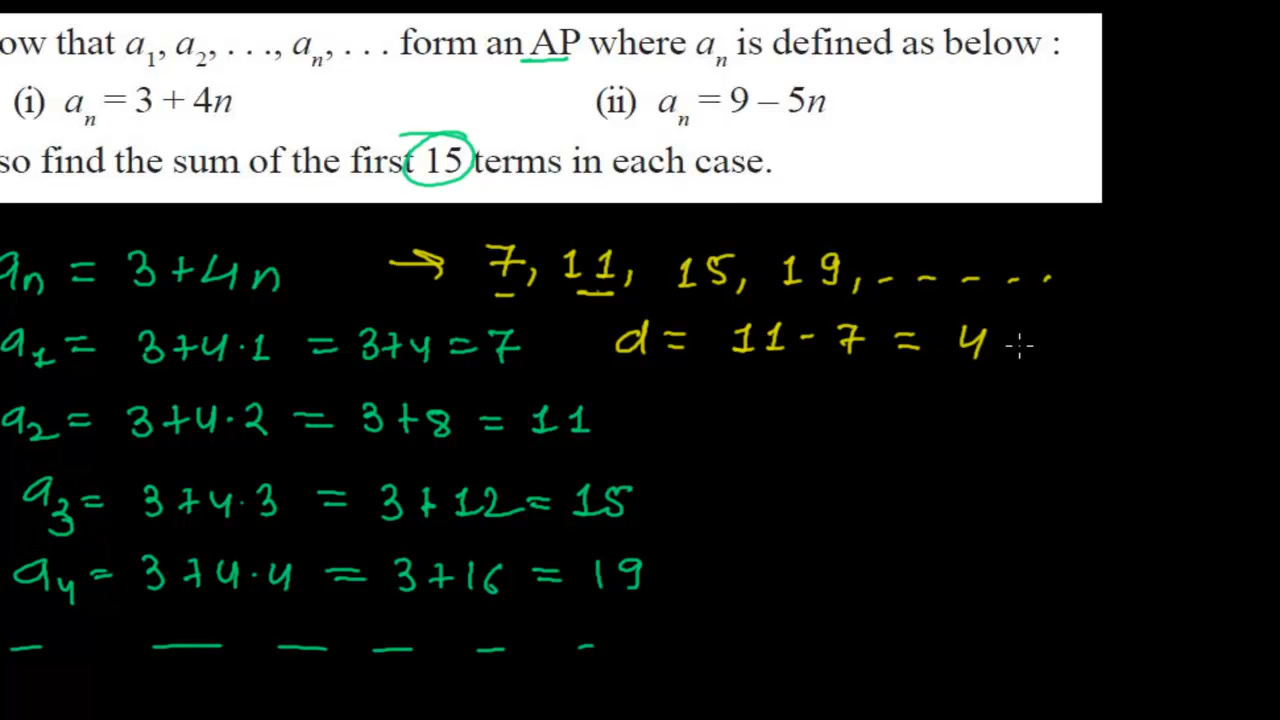 ow that a₁, a₂, . . ., aₙ, . . . form an AP where aₙ is defined as below :
(i) aₙ = 3 + 4n (ii) aₙ = 9 – 5n
so find the sum of the first 15 terms in each case.
aₙ = 3+4n → 7, 11, 15, 19, - - - - . .
a₁ = 3+4·1 = 3+4 = 7 d = 11 - 7 = 4
a₂ = 3+4·2 = 3+8 = 11
a₃ = 3+4·3 = 3+12 = 15
a₄ = 3+4·4 = 3+16 = 19